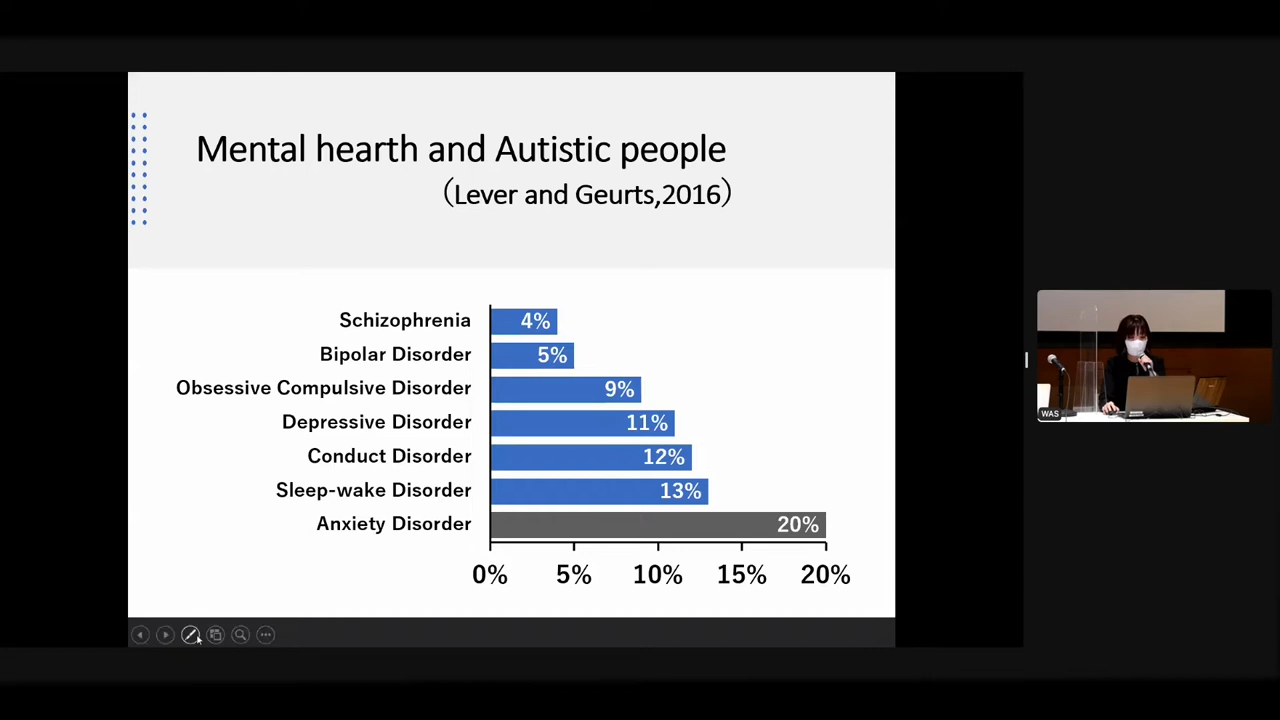 Mental hearth and Autistic people
（Lever and Geurts,2016）
Schizophrenia 4%
Bipolar Disorder 5%
Obsessive Compulsive Disorder 9%
Depressive Disorder 11%
Conduct Disorder 12%
Sleep-wake Disorder 13%
Anxiety Disorder 20%
0% 5% 10% 15% 20%
WAS